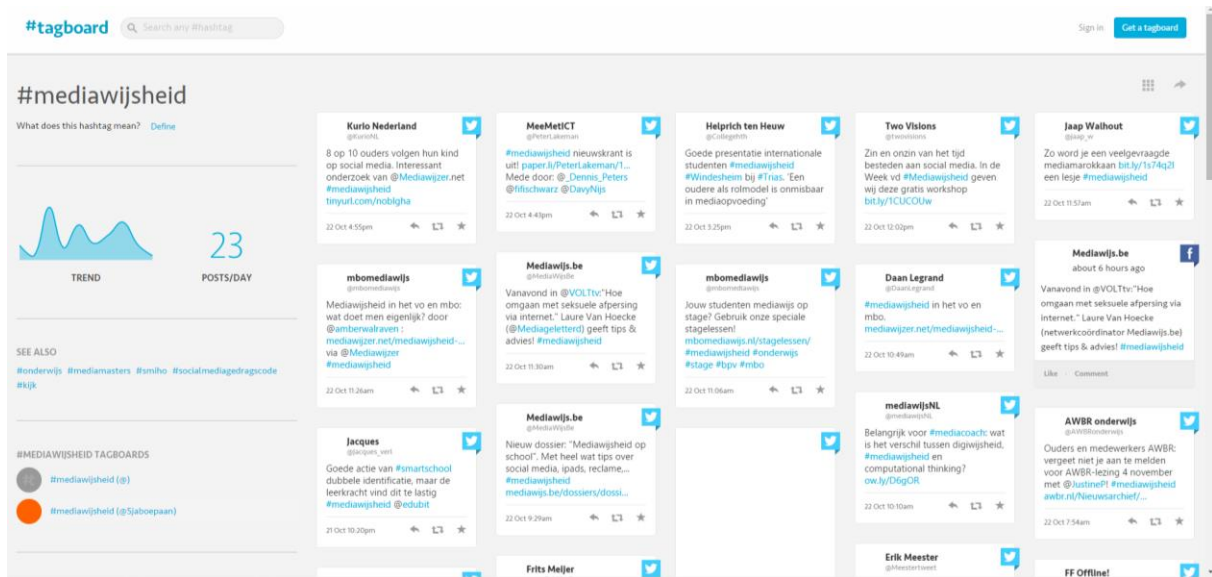 #tagboard
Search any #hashtag
Sign in
Get a tagboard
#mediawijsheid
What does this hashtag mean? Define
23
TREND
POSTS/DAY
SEE ALSO
#onderwijs #mediamasters #smiho #socialmediagedragscode
#kijk
#MEDIAWIJSHEID TAGBOARDS
#mediawijsheid (@)
#mediawijsheid (@Sjaboepaan)
Kurio Nederland
@KurioNL
8 op 10 ouders volgen hun kind
op social media. Interessant
onderzoek van @Mediawijzer.net
#mediawijsheid
tinyurl.com/noblgha
22 Oct 4:55pm
mbomediawijs
@mbomediawijs
Mediawijsheid in het vo en mbo:
wat doet men eigenlijk? door
@amberwalraven :
mediawijzer.net/mediawijsheid-...
via @Mediawijzer
#mediawijsheid
22 Oct 11:26am
Jacques
@jacques_verl
Goede actie van #smartschool
dubbele identificatie, maar de
leerkracht vind dit te lastig
#mediawijsheid @edubit
21 Oct 10:20pm
MeeMetICT
@PeterLakeman
#mediawijsheid nieuwskrant is
uit! paper.li/PeterLakeman/1...
Mede door: @_Dennis_Peters
@fifischwarz @DavyNijs
22 Oct 4:43pm
Mediawijs.be
@MediaWijsBe
Vanavond in @VOLTtv:"Hoe
omgaan met seksuele afpersing
via internet." Laure Van Hoecke
(@Mediageletterd) geeft tips &
advies! #mediawijsheid
22 Oct 11:30am
Mediawijs.be
@MediaWijsBe
Nieuw dossier: "Mediawijsheid op
school". Met heel wat tips over
social media, ipads, reclame,...
#mediawijsheid
mediawijs.be/dossiers/dossi...
22 Oct 9:29am
Frits Meijer
Helprich ten Heuw
@Collegehth
Goede presentatie internationale
studenten #mediawijsheid
#Windesheim bij #Trias. 'Een
oudere als rolmodel is onmisbaar
in mediaopvoeding'
22 Oct 3:25pm
mbomediawijs
@mbomediawijs
Jouw studenten mediawijs op
stage? Gebruik onze speciale
stagelessen!
mbomediawijs.nl/stagelessen/
#mediawijsheid #onderwijs
#stage #bpv #mbo
22 Oct 11:06am
Two Visions
@twovisions
Zin en onzin van het tijd
besteden aan social media. In de
Week vd #Mediawijsheid geven
wij deze gratis workshop
bit.ly/1CUCOUw
22 Oct 12:02pm
Daan Legrand
@DaanLegrand
#mediawijsheid in het vo en
mbo.
mediawijzer.net/mediawijsheid-...
22 Oct 10:49am
mediawijsNL
@mediawijsNL
Belangrijk voor #mediacoach: wat
is het verschil tussen digiwijsheid,
#mediawijsheid en
computational thinking?
ow.ly/D6gOR
22 Oct 10:10am
Erik Meester
@Meestertweet
Jaap Walhout
@jaap_w
Zo word je een veelgevraagde
mediamarokkaan bit.ly/1s74q2I
een lesje #mediawijsheid
22 Oct 11:57am
Mediawijs.be
about 6 hours ago
Vanavond in @VOLTtv:"Hoe
omgaan met seksuele afpersing
via internet." Laure Van Hoecke
(netwerkcoördinator Mediawijs.be)
geeft tips & advies! #mediawijsheid
Like · Comment
AWBR onderwijs
@AWBRonderwijs
Ouders en medewerkers AWBR:
vergeet niet je aan te melden
voor AWBR-lezing 4 november
met @JustineP! #mediawijsheid
awbr.nl/Nieuwsarchief/...
22 Oct 7:54am
FF Offline!